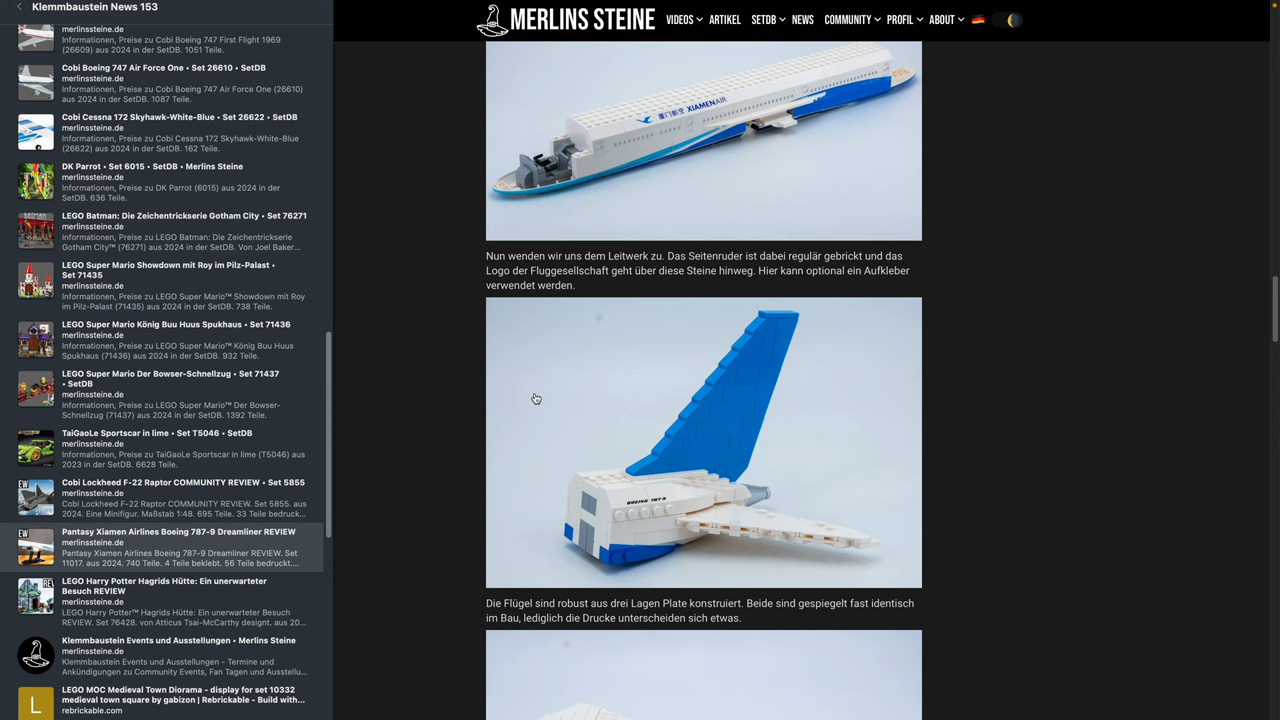 Klemmbaustein News 153
merlinssteine.de
Informationen, Preise zu Cobi Boeing 747 First Flight 1969
(26609) aus 2024 in der SetDB. 1051 Teile.
Cobi Boeing 747 Air Force One • Set 26610 • SetDB
merlinssteine.de
Informationen, Preise zu Cobi Boeing 747 Air Force One
(26610) aus 2024 in der SetDB. 1087 Teile.
Cobi Cessna 172 Skyhawk-White-Blue • Set 26622 • SetDB
merlinssteine.de
Informationen, Preise zu Cobi Cessna 172 Skyhawk-White-Blue
(26622) aus 2024 in der SetDB. 162 Teile.
DK Parrot • Set 6015 • SetDB • Merlins Steine
merlinssteine.de
Informationen, Preise zu DK Parrot (6015) aus 2024 in der
SetDB. 636 Teile.
LEGO Batman: Die Zeichentrickserie Gotham City • Set 76271
merlinssteine.de
Informationen, Preise zu LEGO Batman: Die Zeichentrickserie
Gotham City™ (76271) aus 2024 in der SetDB. Von Joel Baker...
LEGO Super Mario Showdown mit Roy im Pilz-Palast •
Set 71435
merlinssteine.de
Informationen, Preise zu LEGO Super Mario™ Showdown mit Roy
im Pilz-Palast (71435) aus 2024 in der SetDB. 738 Teile.
LEGO Super Mario König Buu Huus Spukhaus • Set 71436
merlinssteine.de
Informationen, Preise zu LEGO Super Mario™ König Buu Huus
Spukhaus (71436) aus 2024 in der SetDB. 932 Teile.
LEGO Super Mario Der Bowser-Schnellzug • Set 71437
• SetDB
merlinssteine.de
Informationen, Preise zu LEGO Super Mario™ Der Bowser-
Schnellzug (71437) aus 2024 in der SetDB. 1392 Teile.
TaiGaoLe Sportscar in lime • Set T5046 • SetDB
merlinssteine.de
Informationen, Preise zu TaiGaoLe Sportscar in lime (T5046) aus
2023 in der SetDB. 6628 Teile.
Cobi Lockheed F-22 Raptor COMMUNITY REVIEW • Set 5855
merlinssteine.de
Cobi Lockheed F-22 Raptor COMMUNITY REVIEW. Set 5855. aus
2024. Eine Minifigur. Maßstab 1:48. 695 Teile. 33 Teile bedruckt....
Pantasy Xiamen Airlines Boeing 787-9 Dreamliner REVIEW
merlinssteine.de
Pantasy Xiamen Airlines Boeing 787-9 Dreamliner REVIEW. Set
11017. aus 2024. 740 Teile. 4 Teile beklebt. 56 Teile bedruckt....
LEGO Harry Potter Hagrids Hütte: Ein unerwarteter
Besuch REVIEW
merlinssteine.de
LEGO Harry Potter™ Hagrids Hütte: Ein unerwarteter Besuch
REVIEW. Set 76428. von Atticus Tsai-McCarthy designt. aus 20...
Klemmbaustein Events und Ausstellungen • Merlins Steine
merlinssteine.de
Klemmbaustein Events und Ausstellungen - Termine und
Ankündigungen zu Community Events, Fan Tagen und Ausstellu...
L
LEGO MOC Medieval Town Diorama - display for set 10332
medieval town square by gabizon | Rebrickable - Build with...
rebrickable.com
MERLINS STEINE
VIDEOS ARTIKEL SETDB NEWS COMMUNITY PROFIL ABOUT
厦门航空 XIAMENAIR
Nun wenden wir uns dem Leitwerk zu. Das Seitenruder ist dabei regulär gebrickt und das
Logo der Fluggesellschaft geht über diese Steine hinweg. Hier kann optional ein Aufkleber
verwendet werden.
BOEING 787-9
Die Flügel sind robust aus drei Lagen Plate konstruiert. Beide sind gespiegelt fast identisch
im Bau, lediglich die Drucke unterscheiden sich etwas.